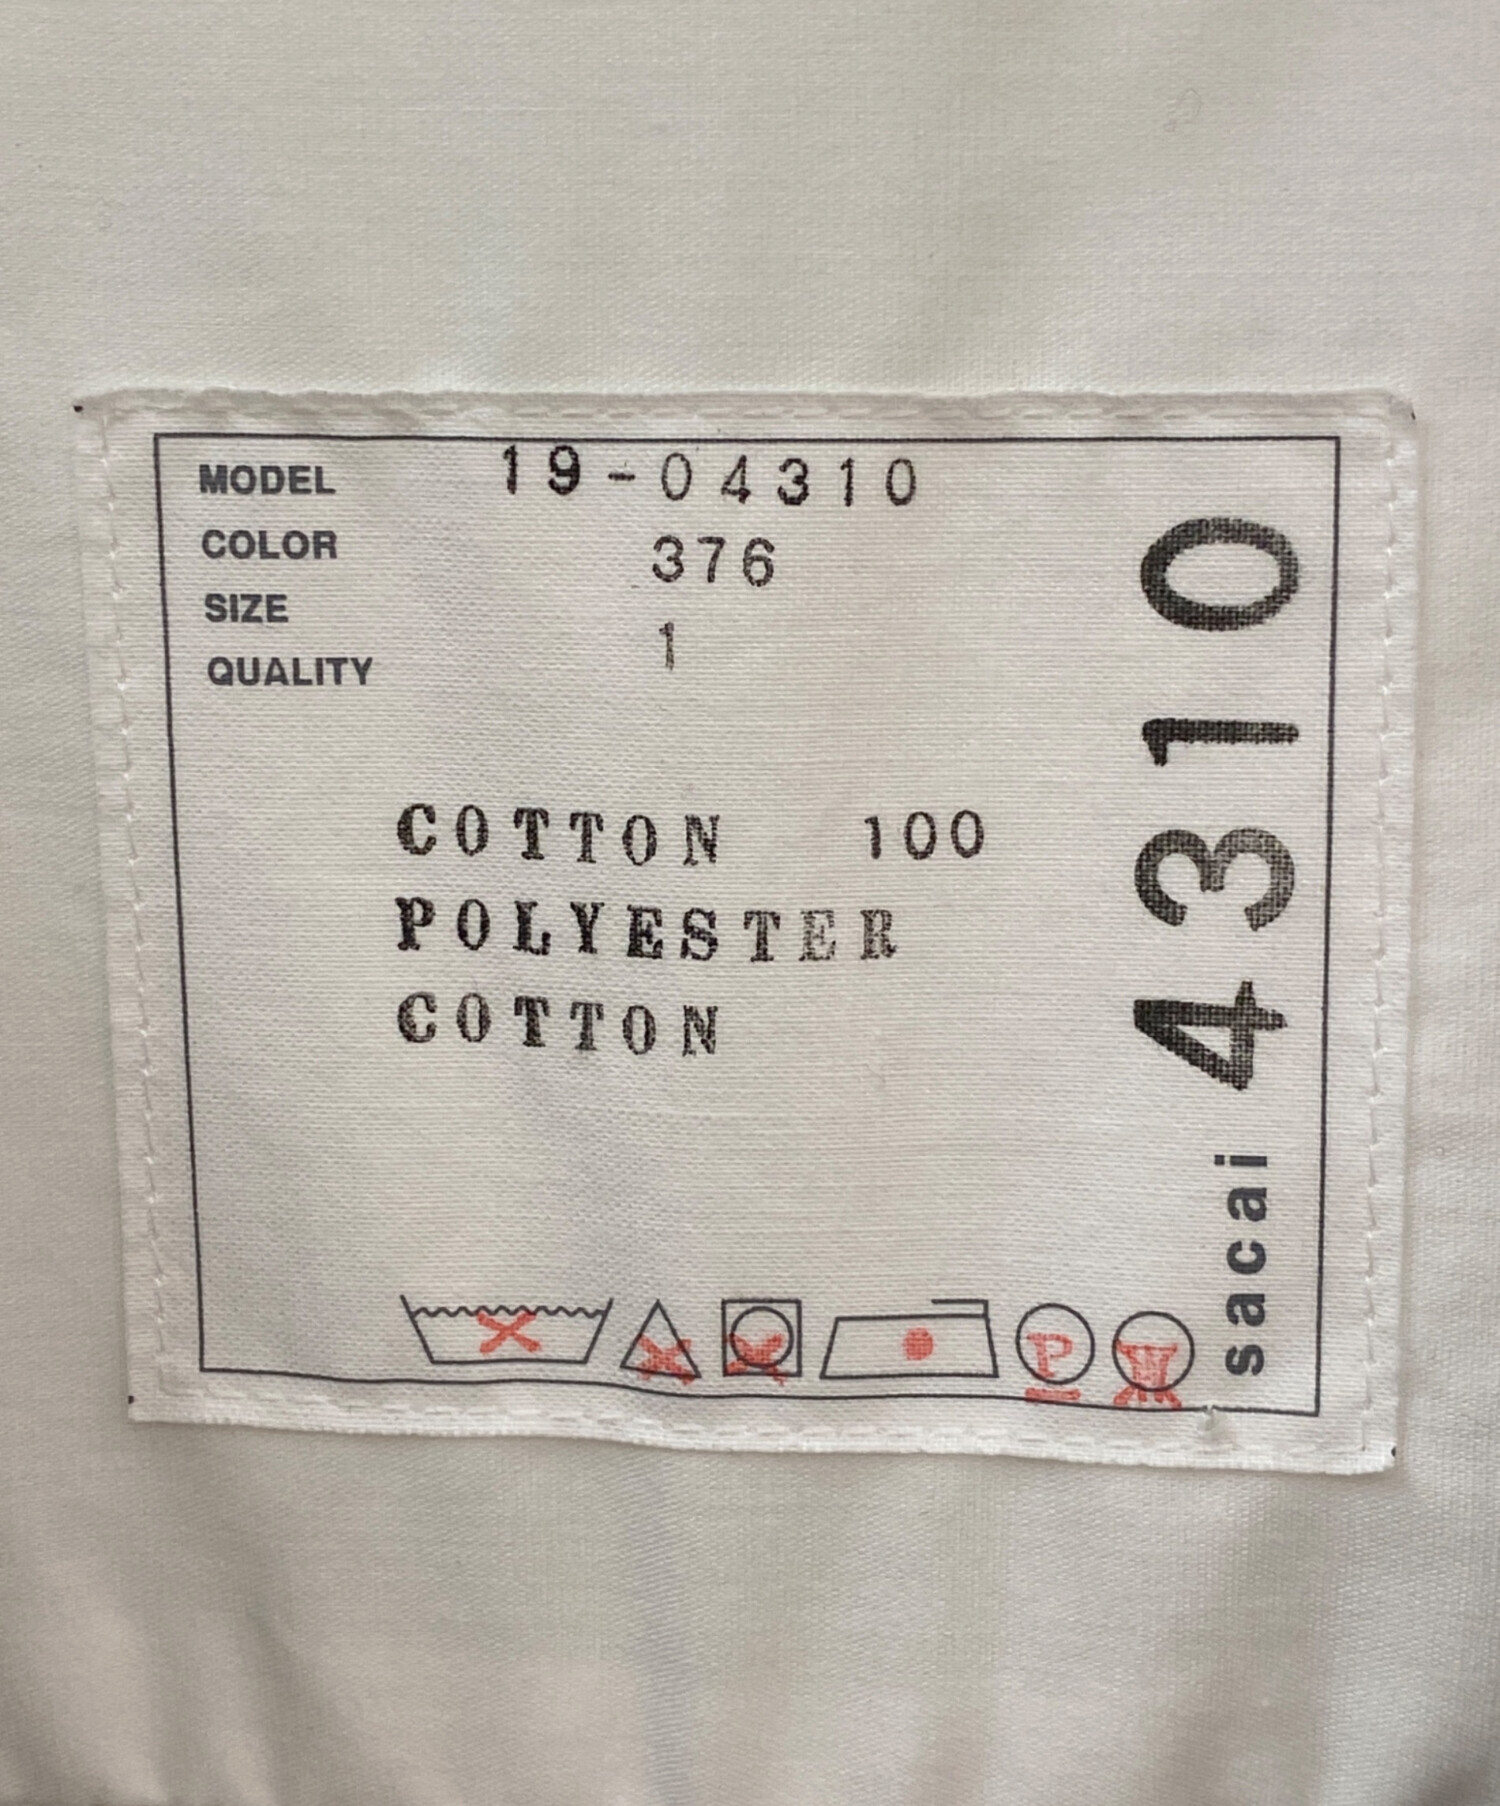 MODEL 19-04310
COLOR 376
SIZE 1
QUALITY
COTTON 100
POLYESTER
COTTON
P
W
sacai 4310